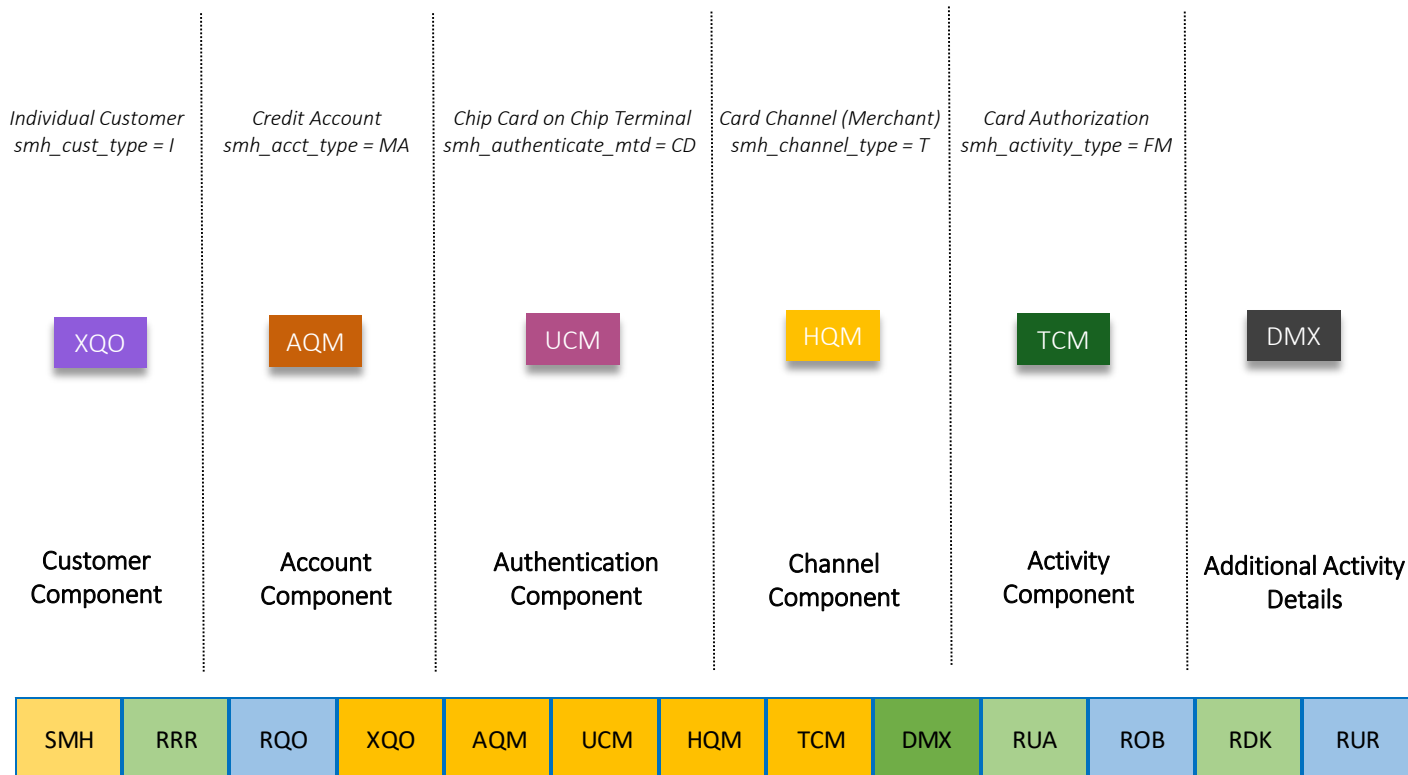 Individual Customer
smh_cust_type = I
Credit Account
smh_acct_type = MA
Chip Card on Chip Terminal
smh_authenticate_mtd = CD
Card Channel (Merchant)
smh_channel_type = T
Card Authorization
smh_activity_type = FM
XQO
AQM
UCM
HQM
TCM
DMX
Customer
Component
Account
Component
Authentication
Component
Channel
Component
Activity
Component
Additional Activity
Details
SMH
RRR
RQO
XQO
AQM
UCM
HQM
TCM
DMX
RUA
ROB
RDK
RUR